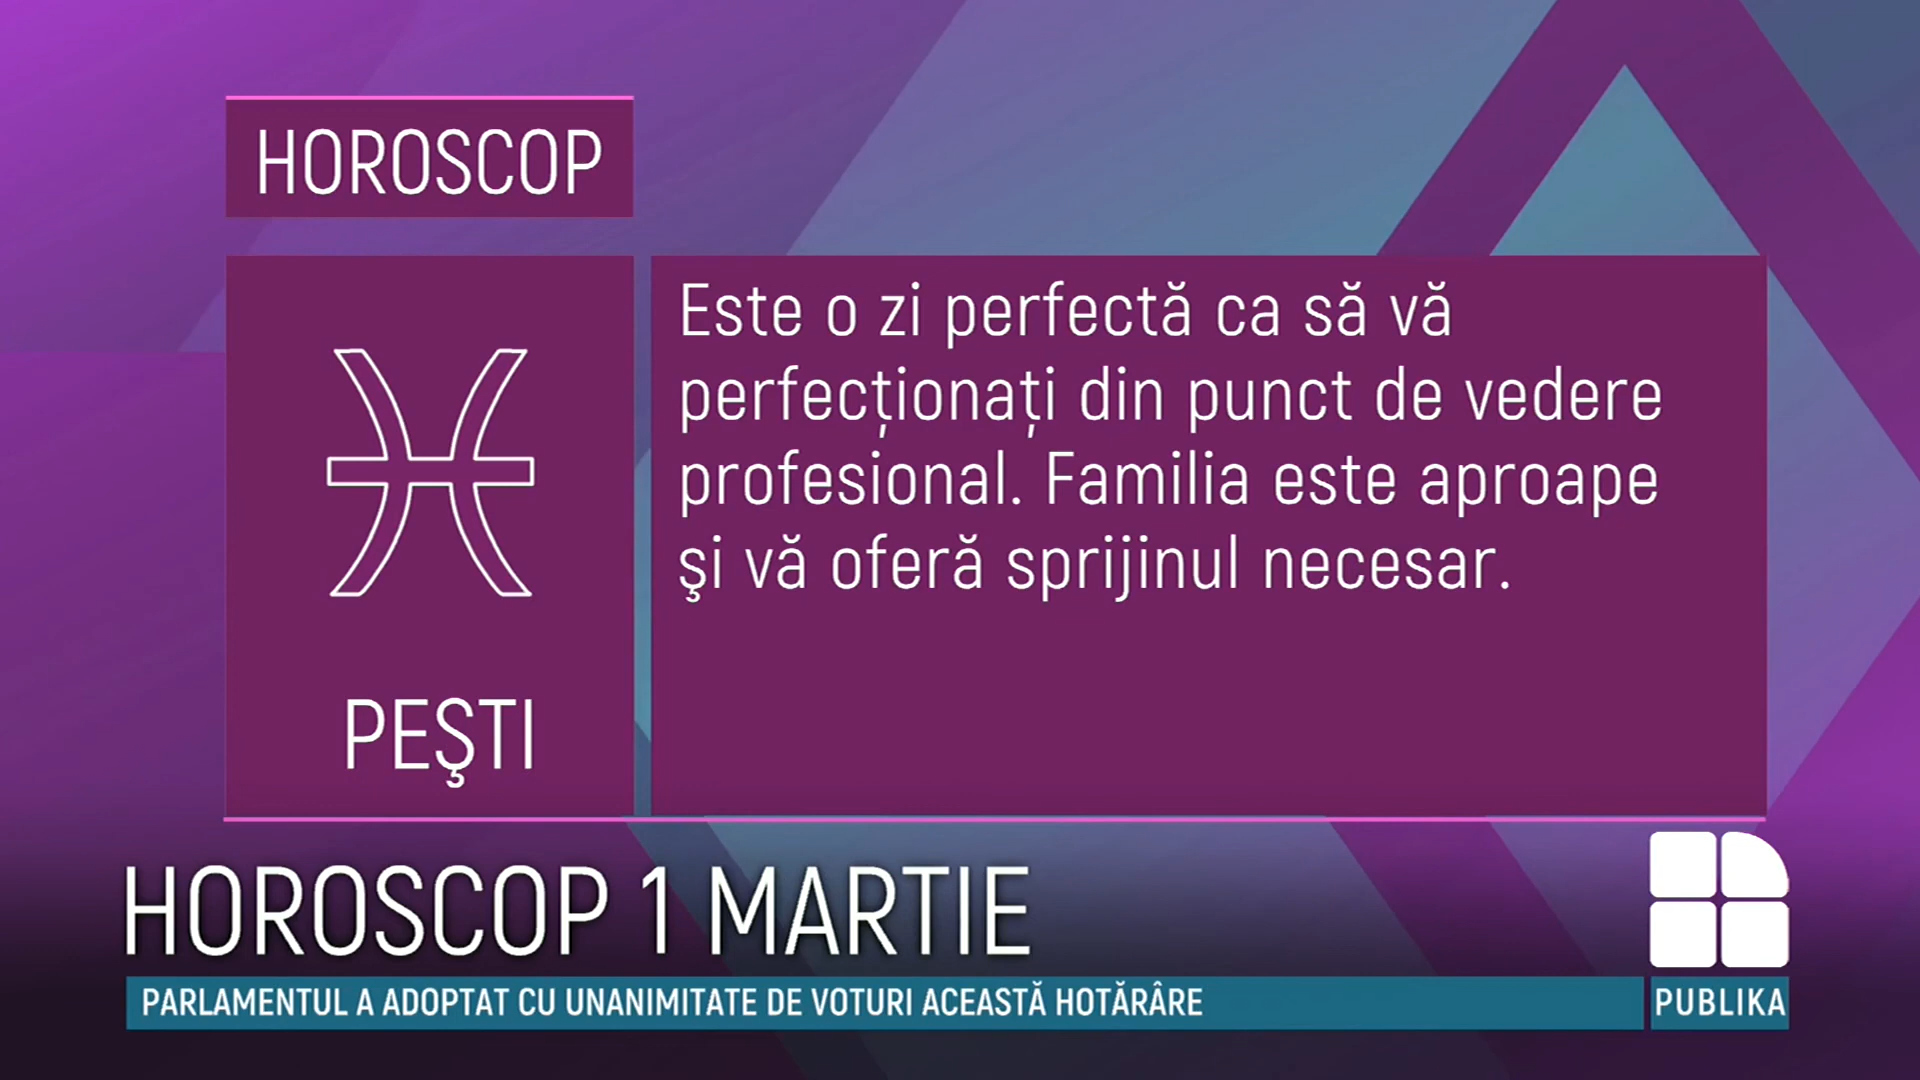 HOROSCOP
Este o zi perfectă ca să vă
perfecționați din punct de vedere
profesional. Familia este aproape
şi vă oferă sprijinul necesar.
PEŞTI
HOROSCOP 1 MARTIE
PARLAMENTUL A ADOPTAT CU UNANIMITATE DE VOTURI ACEASTĂ HOTĂRÂRE
PUBLIKA